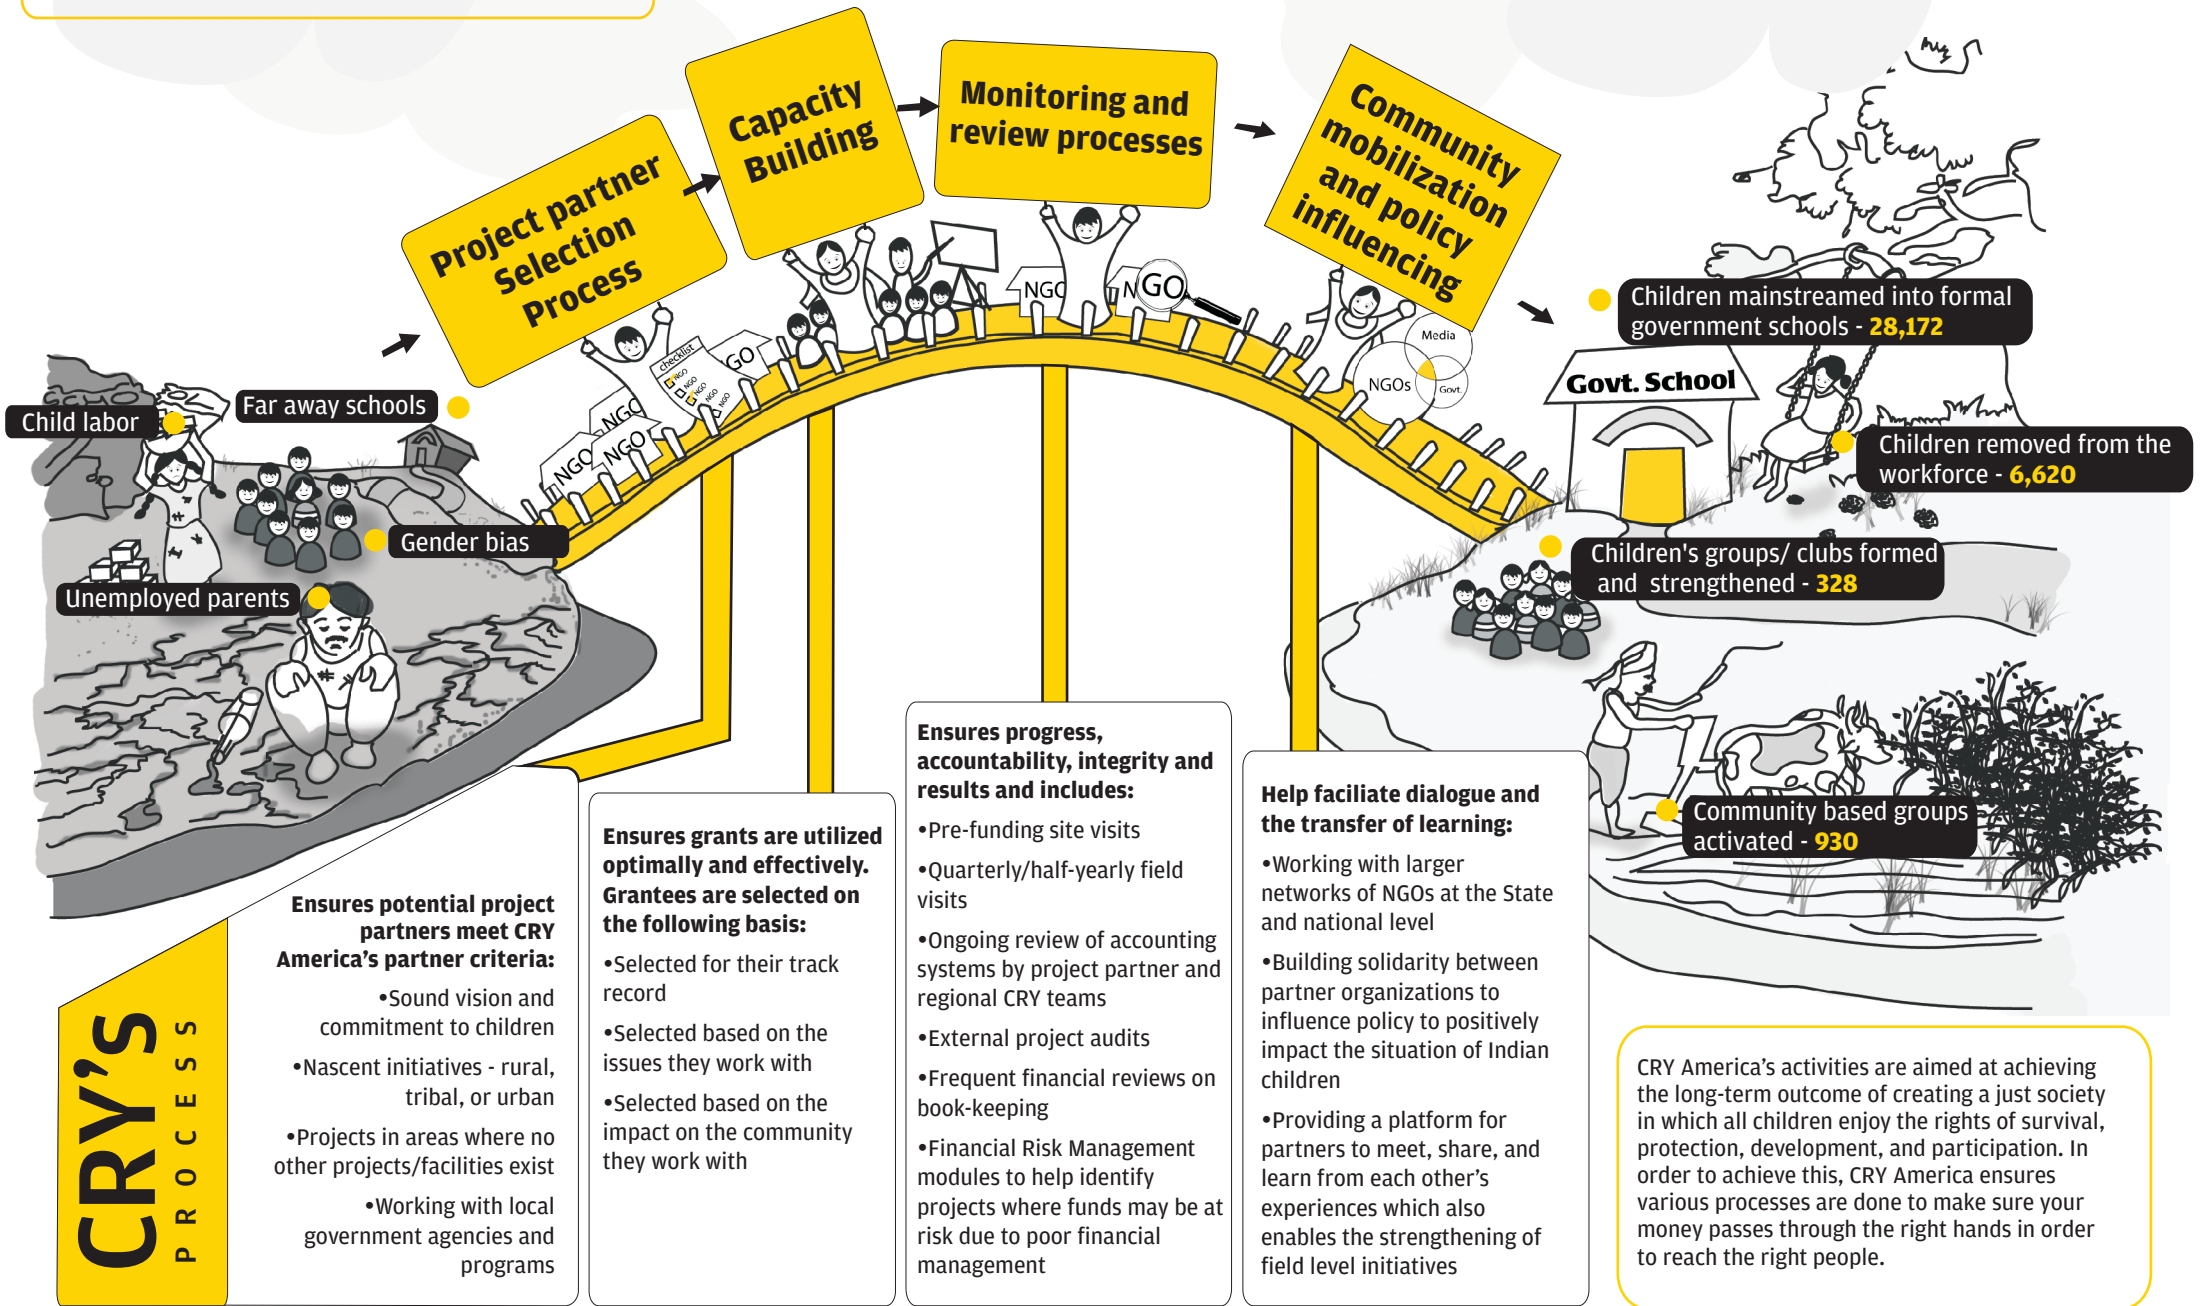 Project partner
Selection
Process
Capacity
Building
Monitoring and
review processes
Community
mobilization
and policy
influencing
Child labor
Far away schools
Gender bias
Unemployed parents
NGO
NGO
NGO
checklist
NGO
NGO
NGO
NGO
NGO
GO
NGO
NGO
Media
NGOs
Govt.
Govt. School
Children mainstreamed into formal
government schools - 28,172
Children removed from the
workforce - 6,620
Children's groups/ clubs formed
and strengthened - 328
Community based groups
activated - 930
CRY's
PROCESS
Ensures potential project
partners meet CRY
America's partner criteria:
•Sound vision and
commitment to children
•Nascent initiatives - rural,
tribal, or urban
•Projects in areas where no
other projects/facilities exist
•Working with local
government agencies and
programs
Ensures grants are utilized
optimally and effectively.
Grantees are selected on
the following basis:
•Selected for their track
record
•Selected based on the
issues they work with
•Selected based on the
impact on the community
they work with
Ensures progress,
accountability, integrity and
results and includes:
•Pre-funding site visits
•Quarterly/half-yearly field
visits
•Ongoing review of accounting
systems by project partner and
regional CRY teams
•External project audits
•Frequent financial reviews on
book-keeping
•Financial Risk Management
modules to help identify
projects where funds may be at
risk due to poor financial
management
Help faciliate dialogue and
the transfer of learning:
•Working with larger
networks of NGOs at the State
and national level
•Building solidarity between
partner organizations to
influence policy to positively
impact the situation of Indian
children
•Providing a platform for
partners to meet, share, and
learn from each other's
experiences which also
enables the strengthening of
field level initiatives
CRY America's activities are aimed at achieving
the long-term outcome of creating a just society
in which all children enjoy the rights of survival,
protection, development, and participation. In
order to achieve this, CRY America ensures
various processes are done to make sure your
money passes through the right hands in order
to reach the right people.